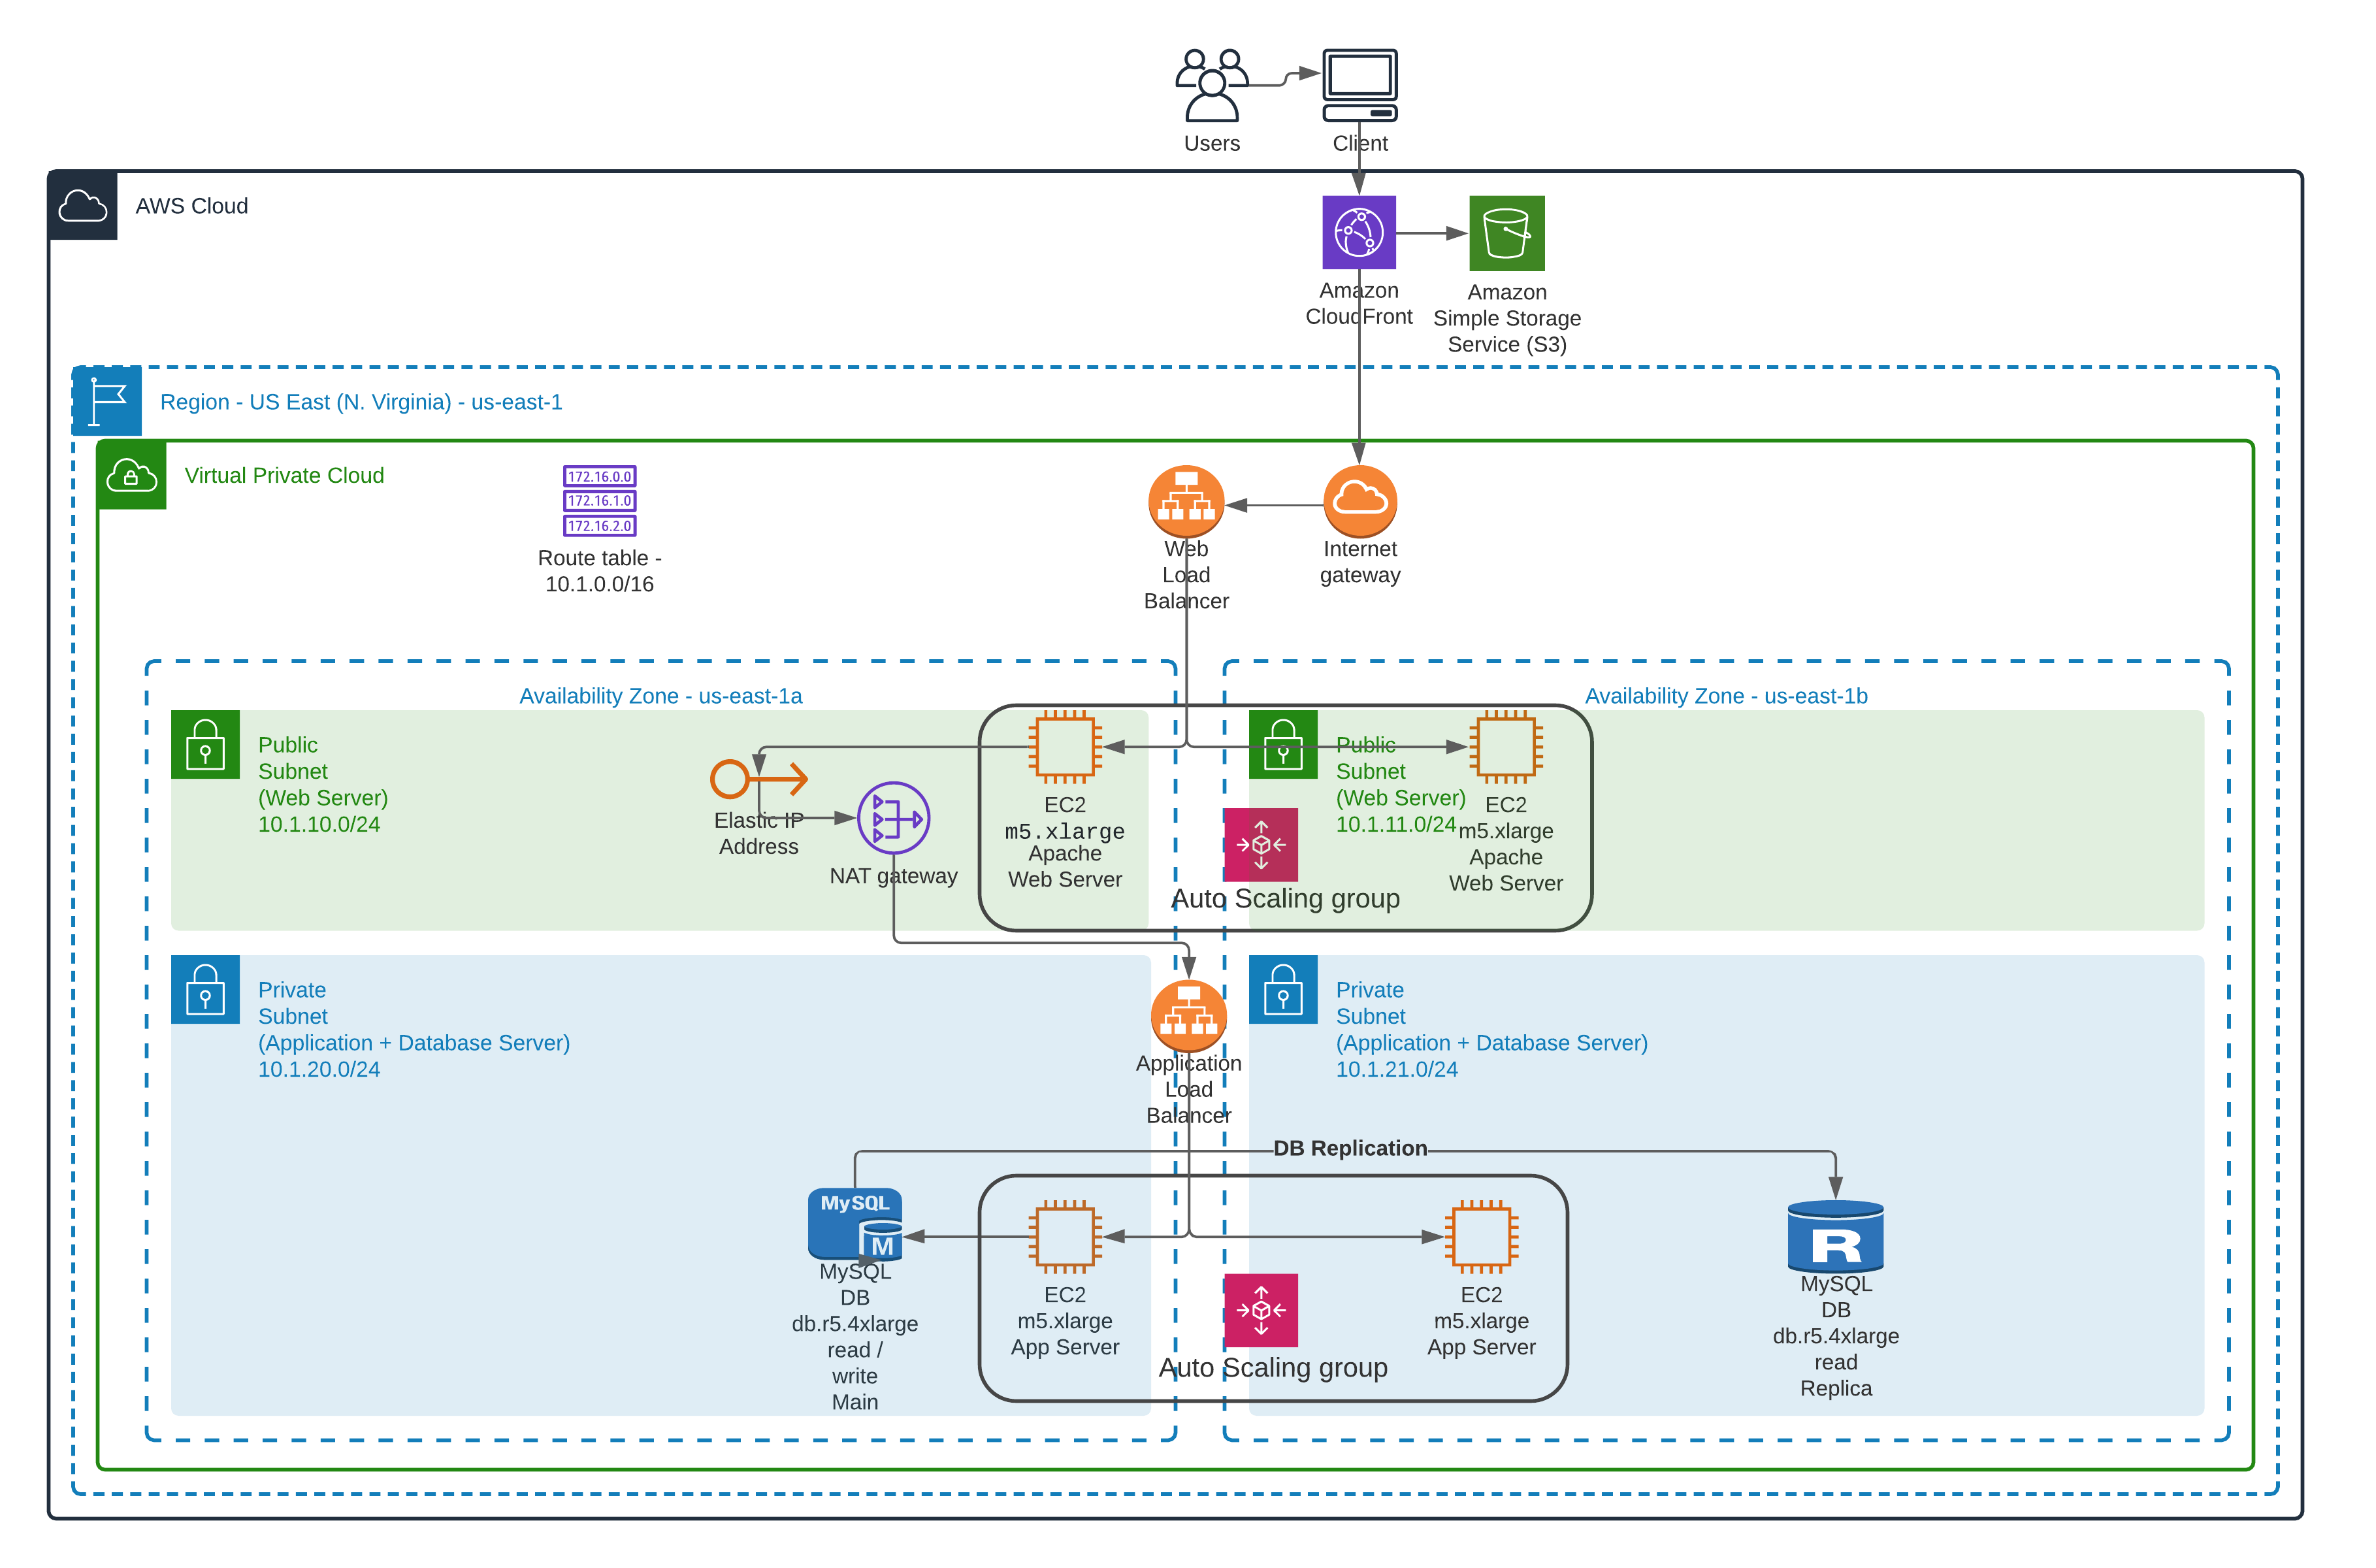 Users
Client
AWS Cloud
Amazon
CloudFront
Amazon
Simple Storage
Service (S3)
Region - US East (N. Virginia) - us-east-1
Virtual Private Cloud
172.16.0.0
172.16.1.0
172.16.2.0
Route table -
10.1.0.0/16
Web
Load
Balancer
Internet
gateway
Availability Zone - us-east-1a
Availability Zone - us-east-1b
Public
Subnet
(Web Server)
10.1.10.0/24
Elastic IP
Address
NAT gateway
EC2
m5.xlarge
Apache
Web Server
Public
Subnet
(Web Server)
10.1.11.0/24
EC2
m5.xlarge
Apache
Web Server
Auto Scaling group
Private
Subnet
(Application + Database Server)
10.1.20.0/24
Application
Load
Balancer
Private
Subnet
(Application + Database Server)
10.1.21.0/24
DB Replication
MySQL
M
MySQL
DB
db.r5.4xlarge
read /
write
Main
EC2
m5.xlarge
App Server
Auto Scaling group
EC2
m5.xlarge
App Server
R
MySQL
DB
db.r5.4xlarge
read
Replica